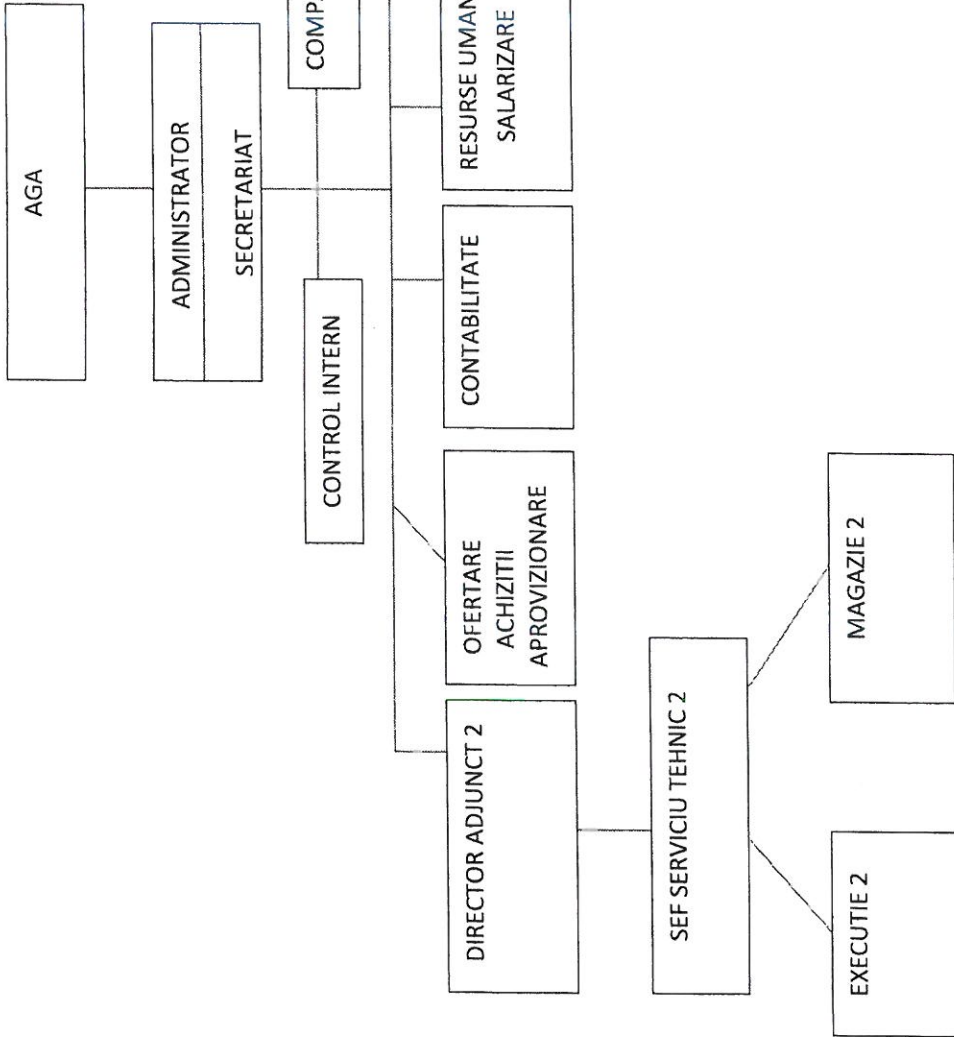 AGA
ADMINISTRATOR
SECRETARIAT
CONTROL INTERN
DIRECTOR ADJUNCT 2
OFERTARE
ACHIZITII
APROVIZIONARE
CONTABILITATE
RESURSE
SALARIZARE
SEF SERVICIU TEHNIC 2
EXECUTIE 2
MAGAZIE 2